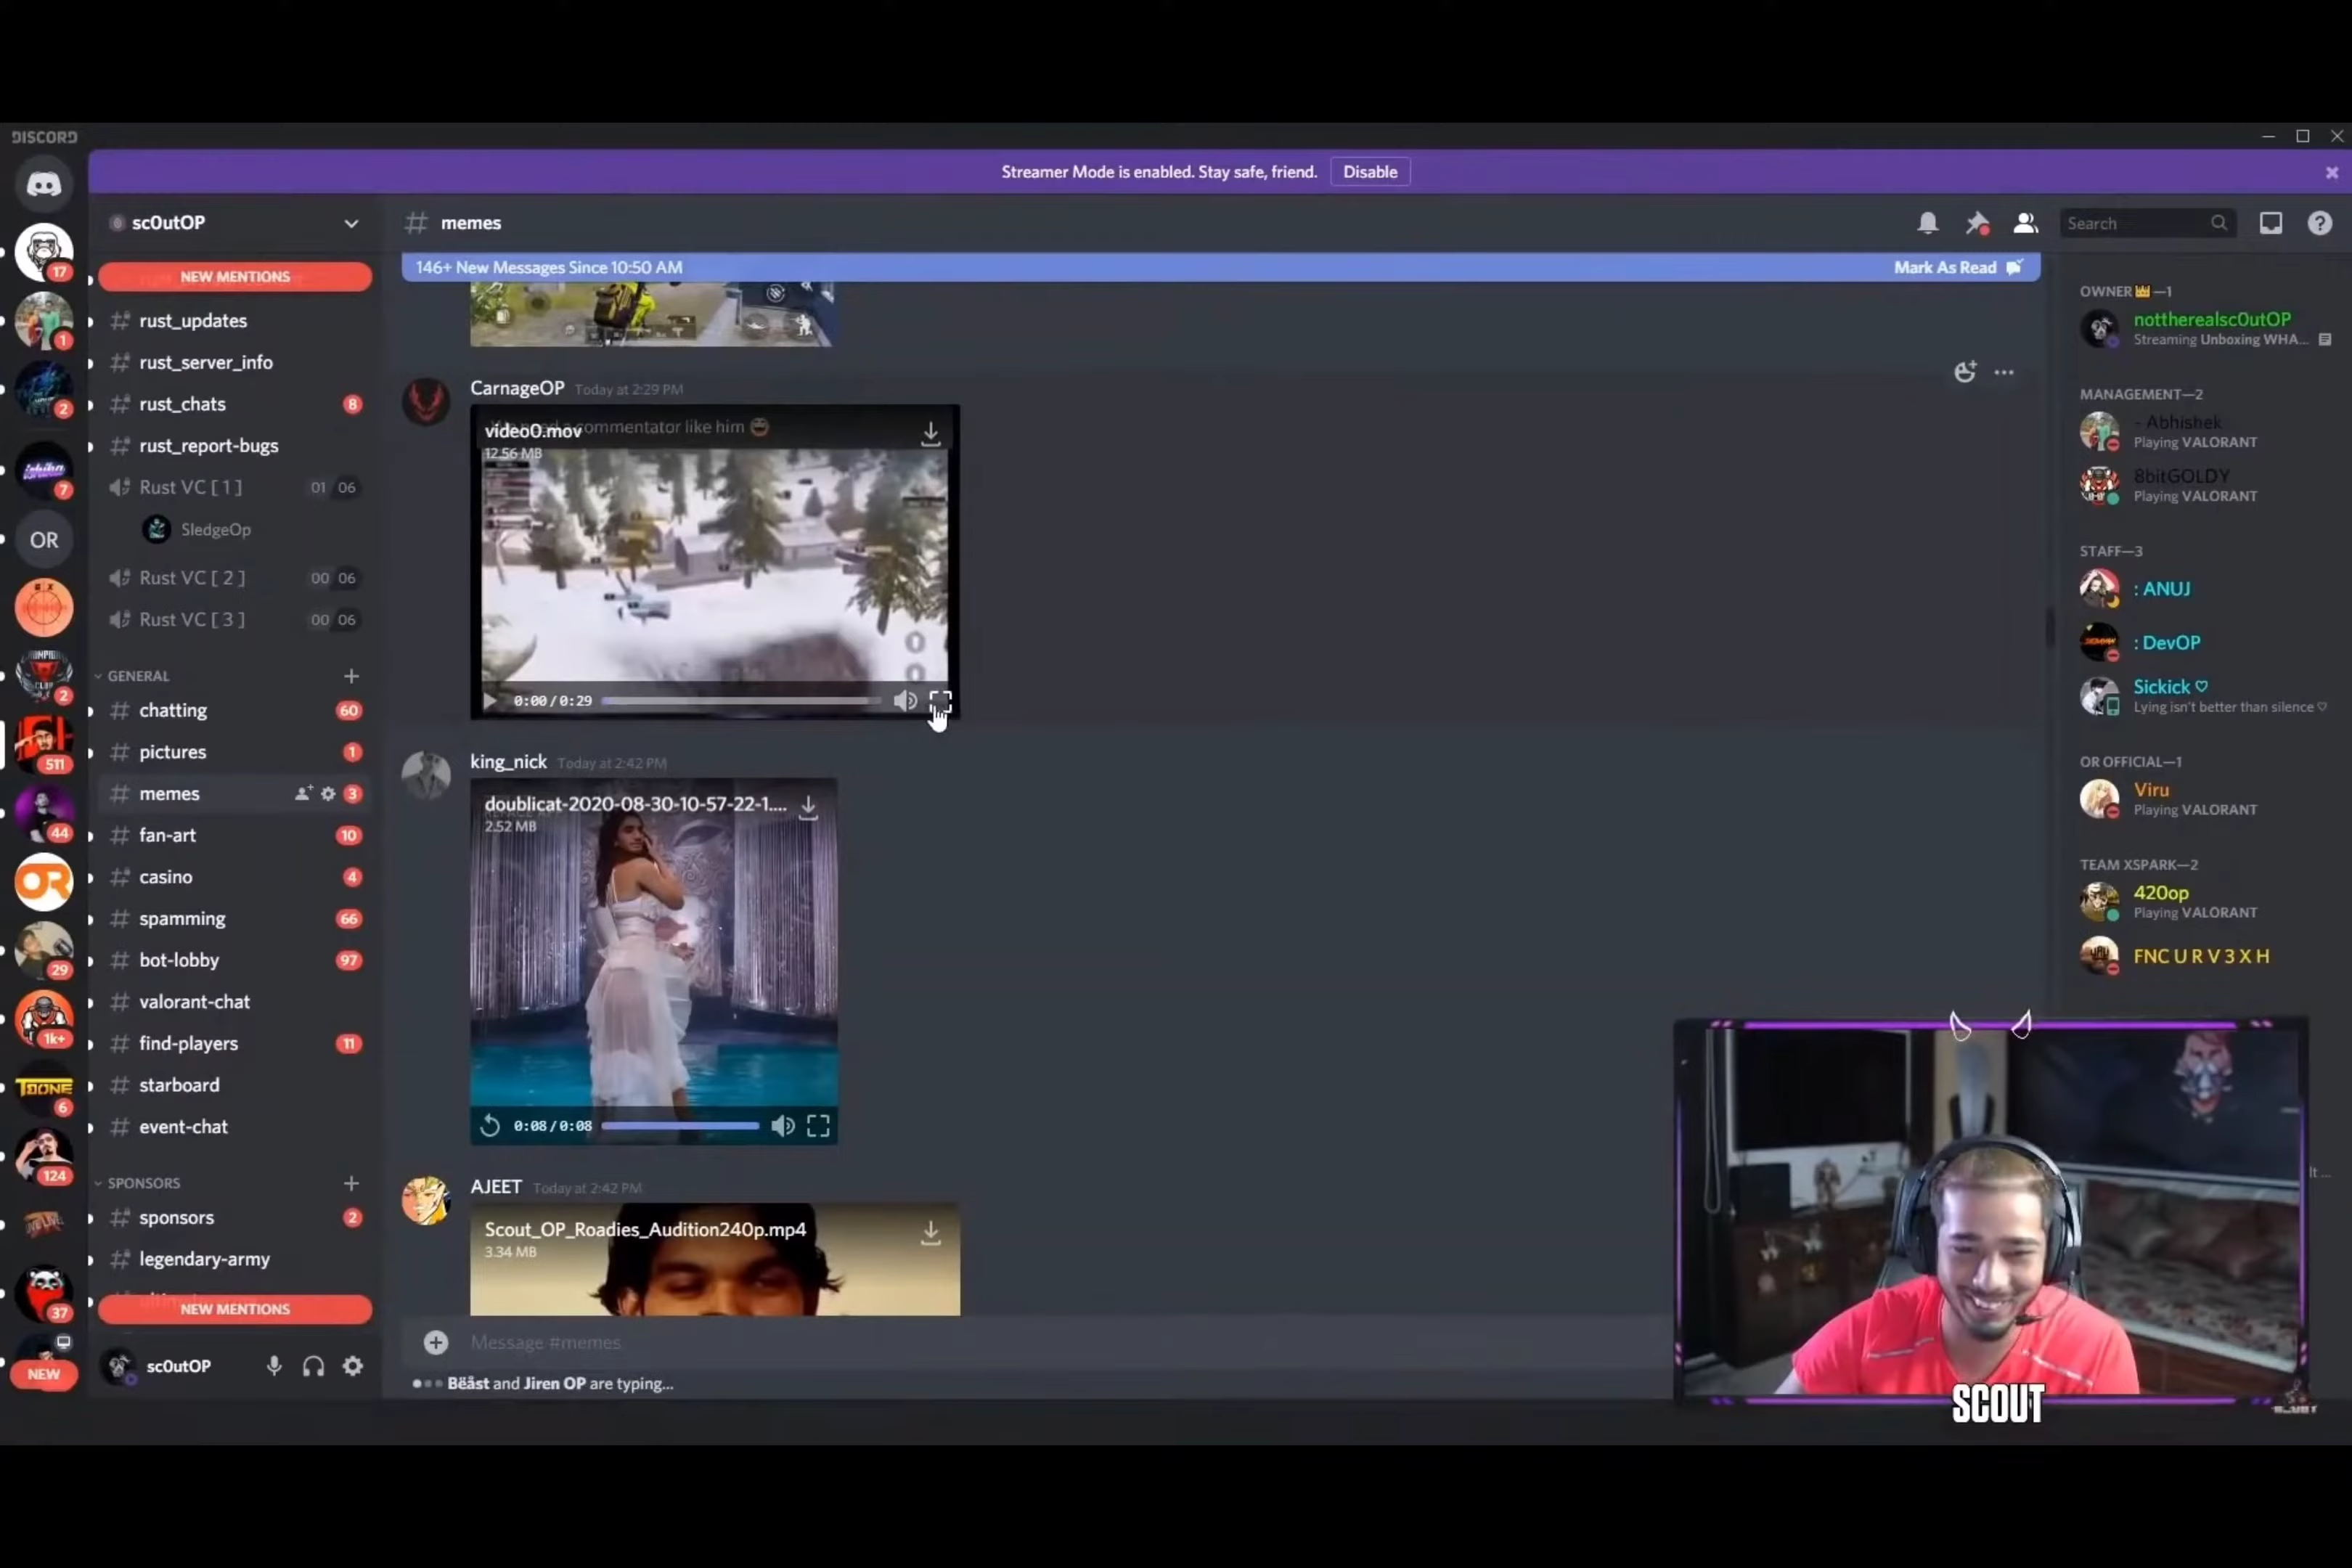 DISCORD
Streamer Mode is enabled. Stay safe, friend.
Disable
17
1
2
7
OR
2
511
44
OR
29
1k+
TOONE
6
124
37
NEW
sc0utOP
NEW MENTIONS
rust_updates
rust_server_info
rust_chats 8
rust_report-bugs
Rust VC [ 1 ] 01 06
SledgeOp
Rust VC [ 2 ] 00 06
Rust VC [ 3 ] 00 06
GENERAL
chatting 60
pictures 1
memes 3
fan-art 10
casino 4
spamming 66
bot-lobby 97
valorant-chat
find-players 11
starboard
event-chat
SPONSORS
sponsors 2
legendary-army
NEW MENTIONS
sc0utOP
# memes
Search
146+ New Messages Since 10:50 AM
Mark As Read
CarnageOP Today at 2:29 PM
a commentator like him
video0.mov
12.56 MB
0:00/0:29
king_nick Today at 2:42 PM
doublicat-2020-08-30-10-57-22-1....
2.52 MB
0:08/0:08
AJEET Today at 2:42 PM
Scout_OP_Roadies_Audition240p.mp4
3.34 MB
Message #memes
Bëåst and Jiren OP are typing...
OWNER—1
nottherealsc0utOP
Streaming Unboxing WHA...
MANAGEMENT—2
- Abhishek
Playing VALORANT
8bitGOLDY
Playing VALORANT
STAFF—3
: ANUJ
: DevOP
Sickick ♡
Lying isn't better than silence ♡
OR OFFICIAL—1
Viru
Playing VALORANT
TEAM XSPARK—2
420op
Playing VALORANT
FNC U R V 3 X H
SCOUT